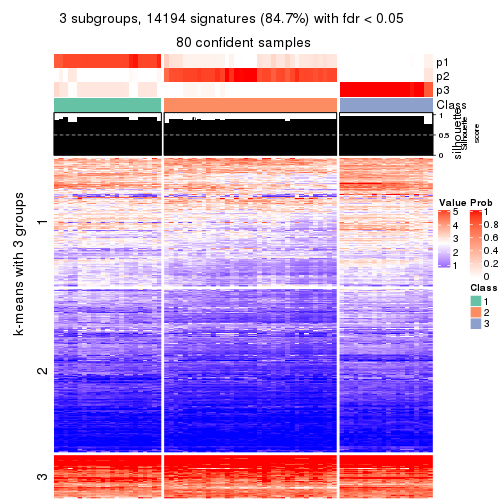 3 subgroups, 14194 signatures (84.7%) with fdr < 0.05
80 confident samples
p1
p2
p3
Class
1
0.5
0
silhouette
Silhouette
score
k-means with 3 groups
1
2
3
Value
5
4
3
2
1
Prob
1
0.8
0.6
0.4
0.2
0
Class
1
2
3